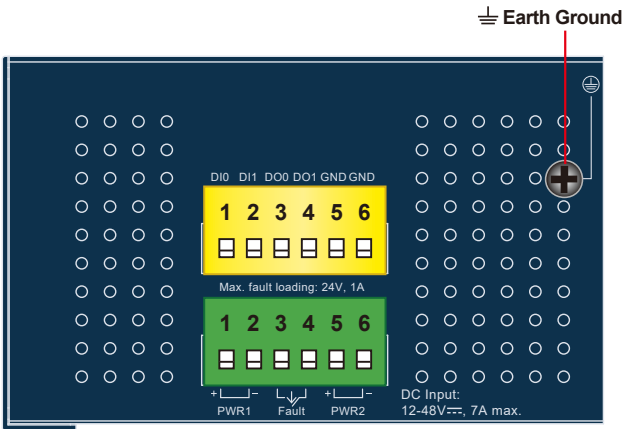 Earth Ground
DI0 DI1 DO0 DO1 GND GND
1 2 3 4 5 6
Max. fault loading: 24V, 1A
1 2 3 4 5 6
+ − + −
PWR1 Fault PWR2
DC Input:
12-48V⎓, 7A max.